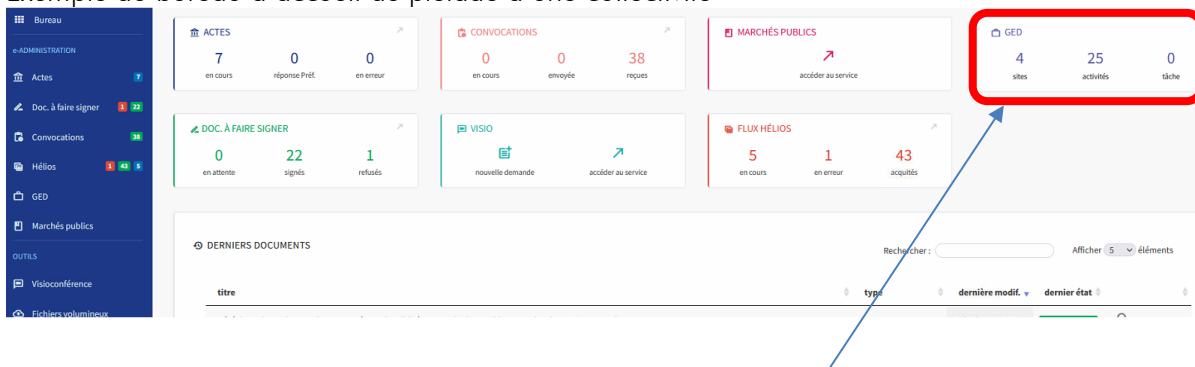 Exemple de bureau d'accueil de pléiade d'une collectivité
Bureau
e-ADMINISTRATION
Actes 7
Doc. à faire signer 1 22
Convocations 38
Hélios 1 43 5
GED
Marchés publics
OUTILS
Visioconférence
Fichiers volumineux
ACTES
7 0 0
en cours réponse Préf. en erreur
CONVOCATIONS
0 0 38
en cours envoyée reçues
MARCHÉS PUBLICS
accéder au service
GED
4 25 0
sites activités tâche
DOC. À FAIRE SIGNER
0 22 1
en attente signés refusés
VISIO
nouvelle demande accéder au service
FLUX HÉLIOS
5 1 43
en cours en erreur acquités
DERNIERS DOCUMENTS
Rechercher : Afficher 5 éléments
titre type dernière modif. dernier état